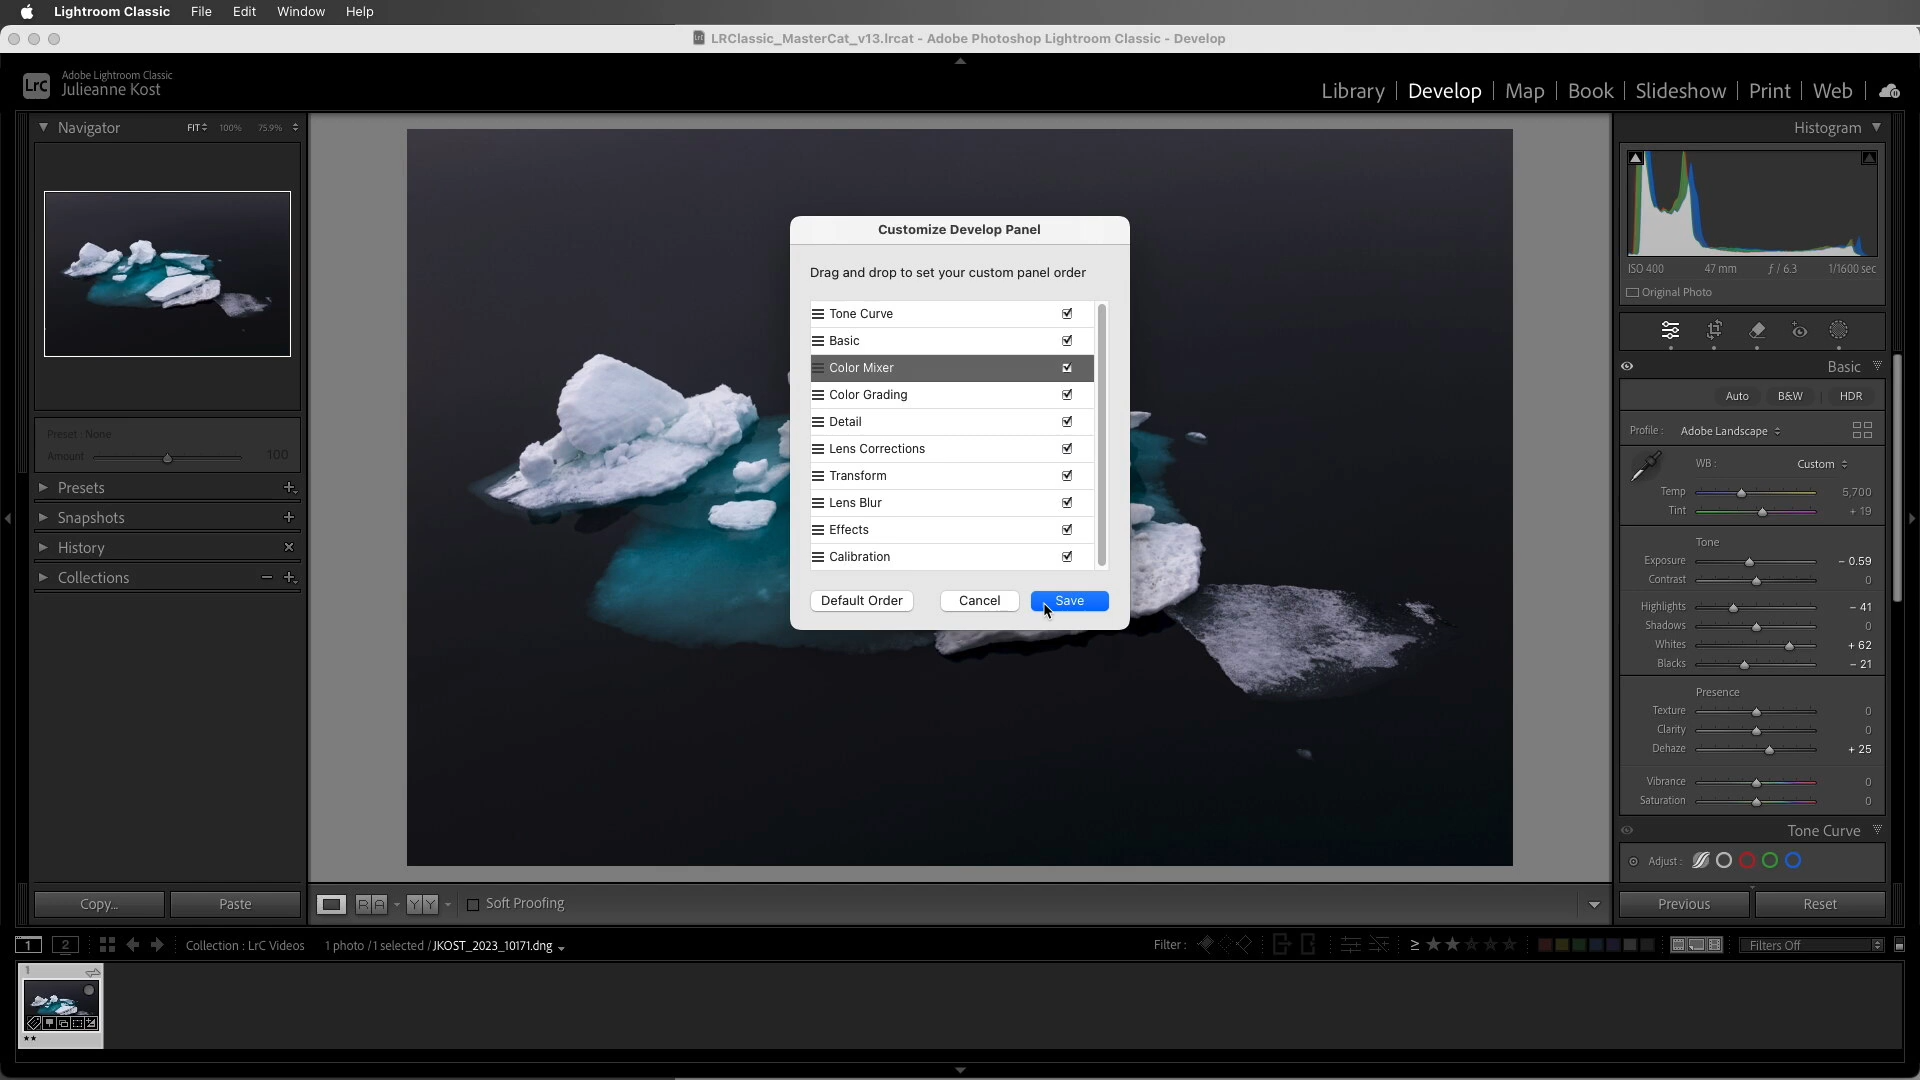 Lightroom Classic File Edit Window Help
LRClassic_MasterCat_v13.lrcat - Adobe Photoshop Lightroom Classic - Develop
LrC
Adobe Lightroom Classic
Julieanne Kost
Library | Develop | Map | Book | Slideshow | Print | Web
Navigator FIT 100% 75.9%
Preset : None
Amount 100
Presets
Snapshots
History
Collections
Copy... Paste
Customize Develop Panel
Drag and drop to set your custom panel order
Tone Curve
Basic
Color Mixer
Color Grading
Detail
Lens Corrections
Transform
Lens Blur
Effects
Calibration
Default Order Cancel Save
Histogram
ISO 400 47 mm ƒ / 6.3 1/1600 sec
Original Photo
Basic
Auto B&W HDR
Profile : Adobe Landscape
WB : Custom
Temp 5,700
Tint + 19
Tone
Exposure – 0.59
Contrast 0
Highlights – 41
Shadows 0
Whites + 62
Blacks – 21
Presence
Texture 0
Clarity 0
Dehaze + 25
Vibrance 0
Saturation 0
Tone Curve
Adjust :
Previous Reset
R A Y Y Soft Proofing
1 2 Collection : LrC Videos 1 photo / 1 selected / JKOST_2023_10171.dng Filter : ≥ Filters Off
1